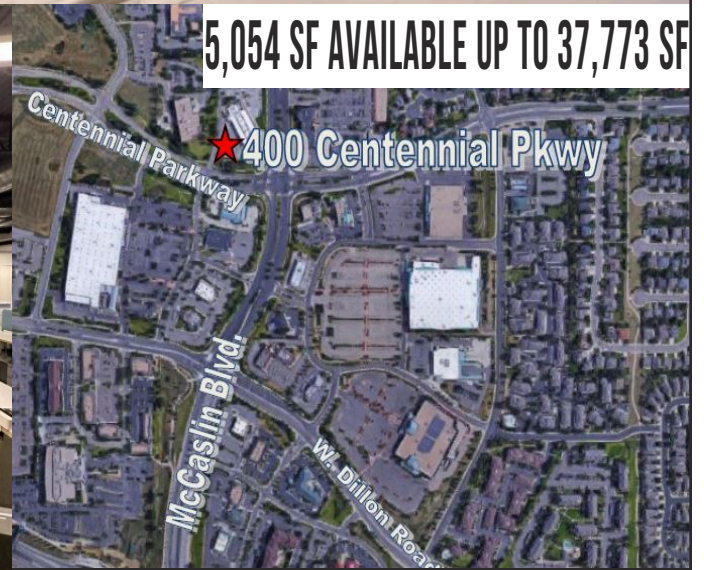 5,054 SF AVAILABLE UP TO 37,773 SF
Centennial Parkway
400 Centennial Pkwy
McCaslin Blvd.
W. Dillon Road